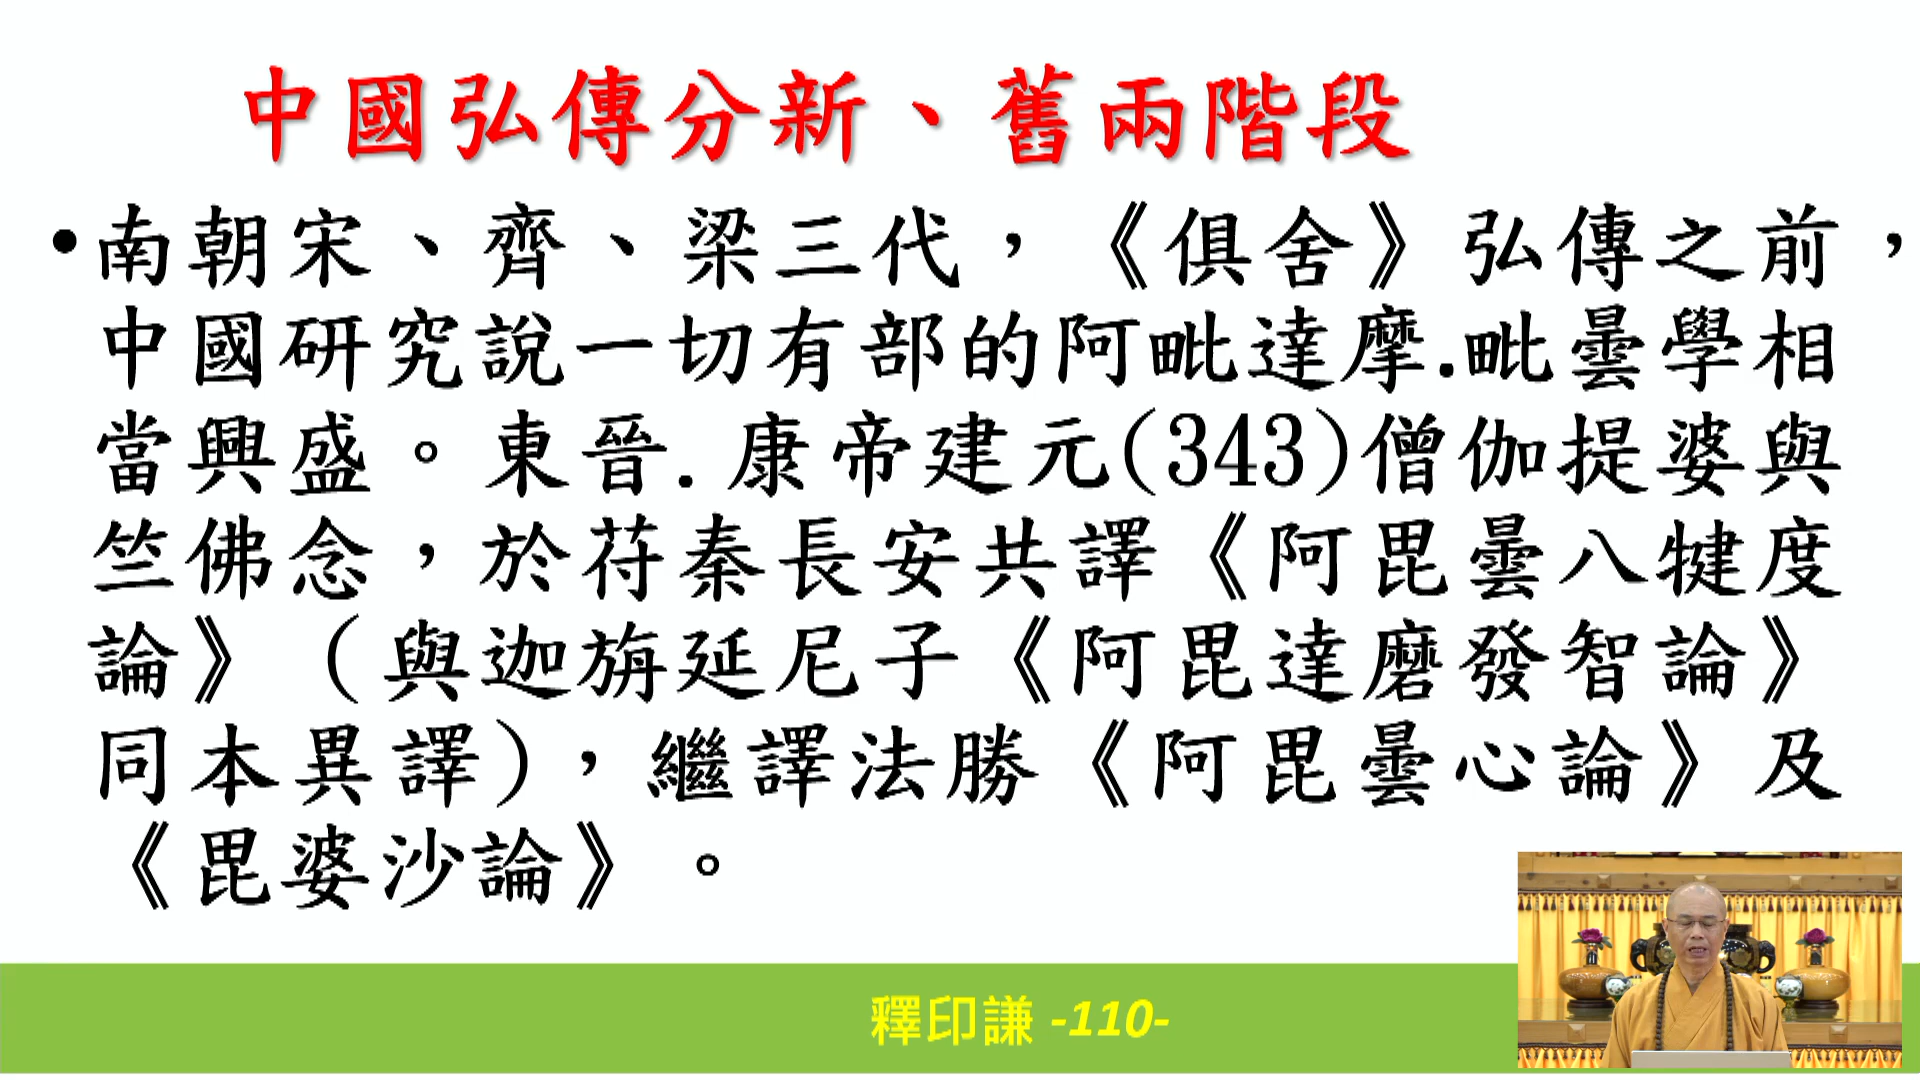 中國弘傳分新、舊兩階段
•南朝宋、齊、梁三代，《俱舍》弘傳之前，
中國研究說一切有部的阿毗達摩.毗曇學相
當興盛。東晉.康帝建元(343)僧伽提婆與
竺佛念，於苻秦長安共譯《阿毘曇八犍度
論》(與迦旃延尼子《阿毘達磨發智論》
同本異譯)，繼譯法勝《阿毘曇心論》及
《毘婆沙論》。
釋印謙 -110-